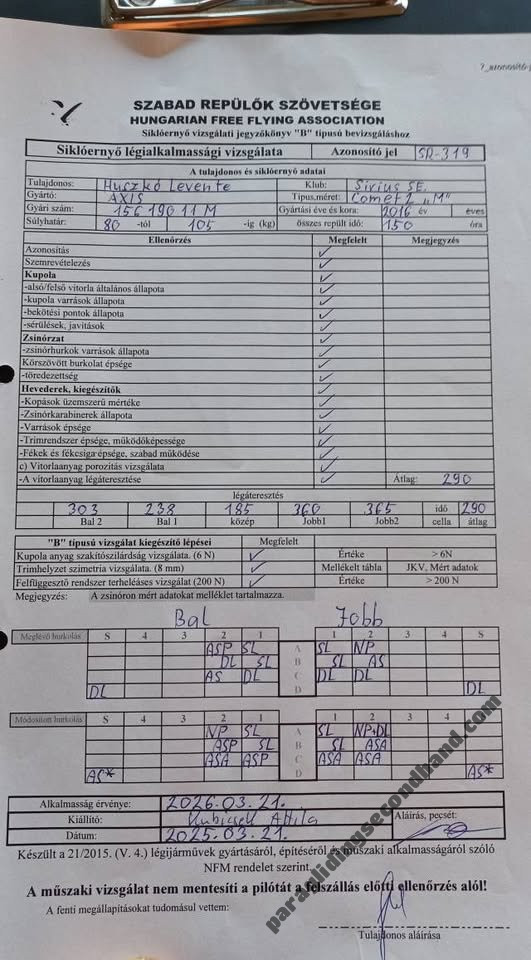 SZABAD REPÜLŐK SZÖVETSÉGE
HUNGARIAN FREE FLYING ASSOCIATION
Siklóernyő vizsgálati jegyzőkönyv "B" típusú bevizsgáláshoz
Siklóernyő légialkalmassági vizsgálata Azonosító jel SR-319
A tulajdonos és siklóernyő adatai
Tulajdonos: Huszkó Levente Klub: Sirius SE.
Gyártó: AXIS Típus,méret: Comet 2 „M"
Gyári szám: 156 190 11 M Gyártási éve és kora: 2016 év éves
Súlyhatár: 80 -tól 105 -ig (kg) összes repült idő: 150 óra
Ellenőrzés Megfelelt Megjegyzés
Azonosítás ✓
Szemrevételezés ✓
Kupola ✓
-alsó/felső vitorla általános állapota ✓
-kupola varrások állapota ✓
-bekötési pontok állapota ✓
-sérülések, javítások ✓
Zsinórzat ✓
-zsinórhurkok varrások állapota ✓
Körszövött burkolat épsége ✓
-töredezettség ✓
Hevederek, kiegészítők ✓
-Kopások üzemszerű mértéke ✓
-Zsinórkarabinerek állapota ✓
-Varrások épsége ✓
-Trimrendszer épsége, működőképessége ✓
-Fékek és fékcsiga épsége, szabad működése ✓
c) Vitorlaanyag porozitás vizsgálata ✓
-A vitorlaanyag légáteresztése ✓ Átlag: 290
légáteresztés
303 238 185 360 365 idő 290
Bal 2 Bal 1 közép Jobb1 Jobb2 cella átlag
"B" típusú vizsgálat kiegészítő lépései Megfelelt
Kupola anyag szakítószilárdság vizsgálata. (6 N) ✓ Értéke > 6N
Trimhelyzet szimetria vizsgálata. (8 mm) ✓ Mellékelt tábla JKV. Mért adatok
Felfüggesztő rendszer terheléses vizsgálat (200 N) ✓ Értéke > 200 N
Megjegyzés: A zsinóron mért adatokat melléklet tartalmazza.
Bal Jobb
Meglévő hurkolás S 4 3 2 1 1 2 3 4 S
ASP SL A SL NP
DL SL B SL AS
AS DL C DL DL
DL D DL
Módosított hurkolás S 4 3 2 1 1 2 3 4 S
NP SL A SL NP+DL
ASP SL B SL ASA
ASA ASP C ASA ASA
AS* D AS*
Alkalmasság érvénye: 2026.03.21.
Kiállító: Kubicsek Attila Aláírás, pecsét:
Dátum: 2025.03.21.
Készült a 21/2015. (V. 4.) légijárművek gyártásáról, építéséről és műszaki alkalmasságáról szóló
NFM rendelet szerint.
A műszaki vizsgálat nem mentesíti a pilótát a felszállás előtti ellenőrzés alól!
A fenti megállapításokat tudomásul vettem:
Tulajdonos aláírása
paraglidingsecondhand.com